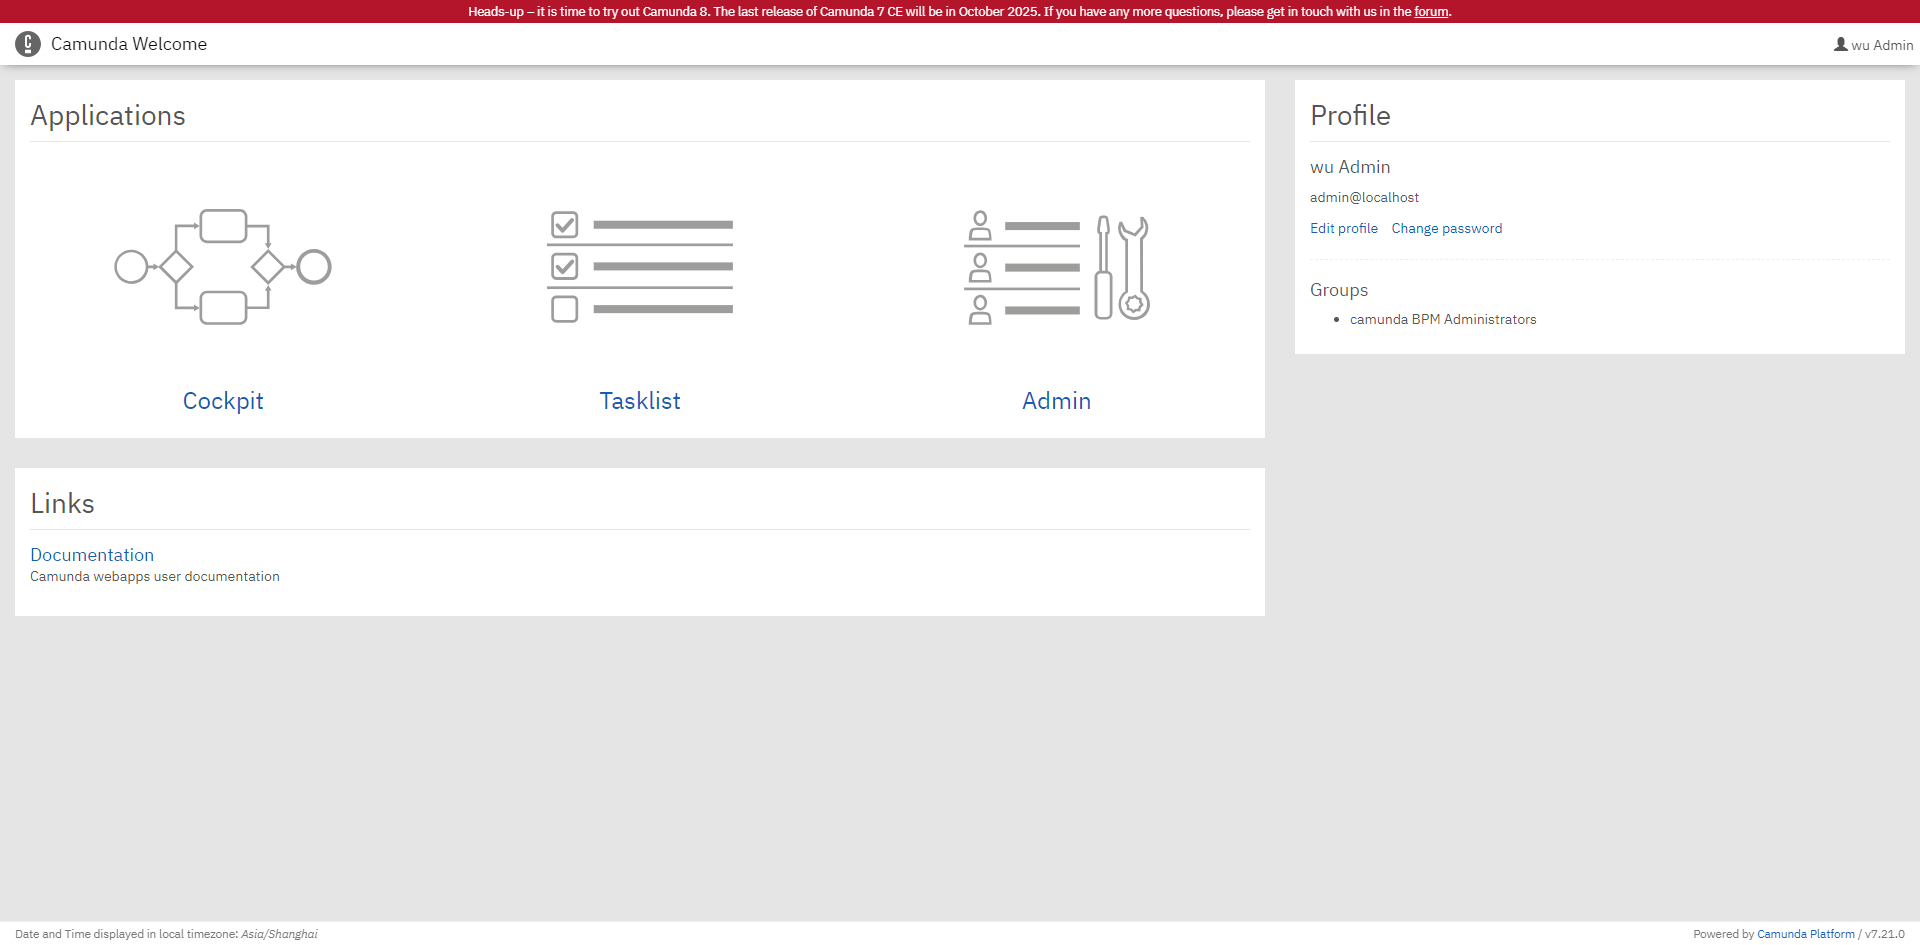 Heads-up – it is time to try out Camunda 8. The last release of Camunda 7 CE will be in October 2025. If you have any more questions, please get in touch with us in the forum.
Camunda Welcome
wu Admin
Applications
Cockpit
Tasklist
Admin
Links
Documentation
Camunda webapps user documentation
Profile
wu Admin
admin@localhost
Edit profile Change password
Groups
camunda BPM Administrators
Date and Time displayed in local timezone: Asia/Shanghai
Powered by Camunda Platform / v7.21.0